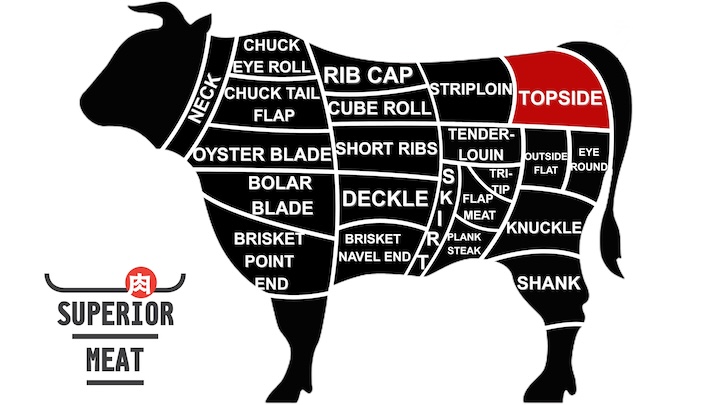 NECK
CHUCK
EYE ROLL
CHUCK TAIL
FLAP
OYSTER BLADE
BOLAR
BLADE
BRISKET
POINT
END
RIB CAP
CUBE ROLL
SHORT RIBS
DECKLE
BRISKET
NAVEL END
SKIRT
STRIPLOIN
TENDER-
LOUIN
TRI-
TIP
FLAP
MEAT
PLANK
STEAK
TOPSIDE
OUTSIDE
FLAT
EYE
ROUND
KNUCKLE
SHANK
肉
SUPERIOR
MEAT